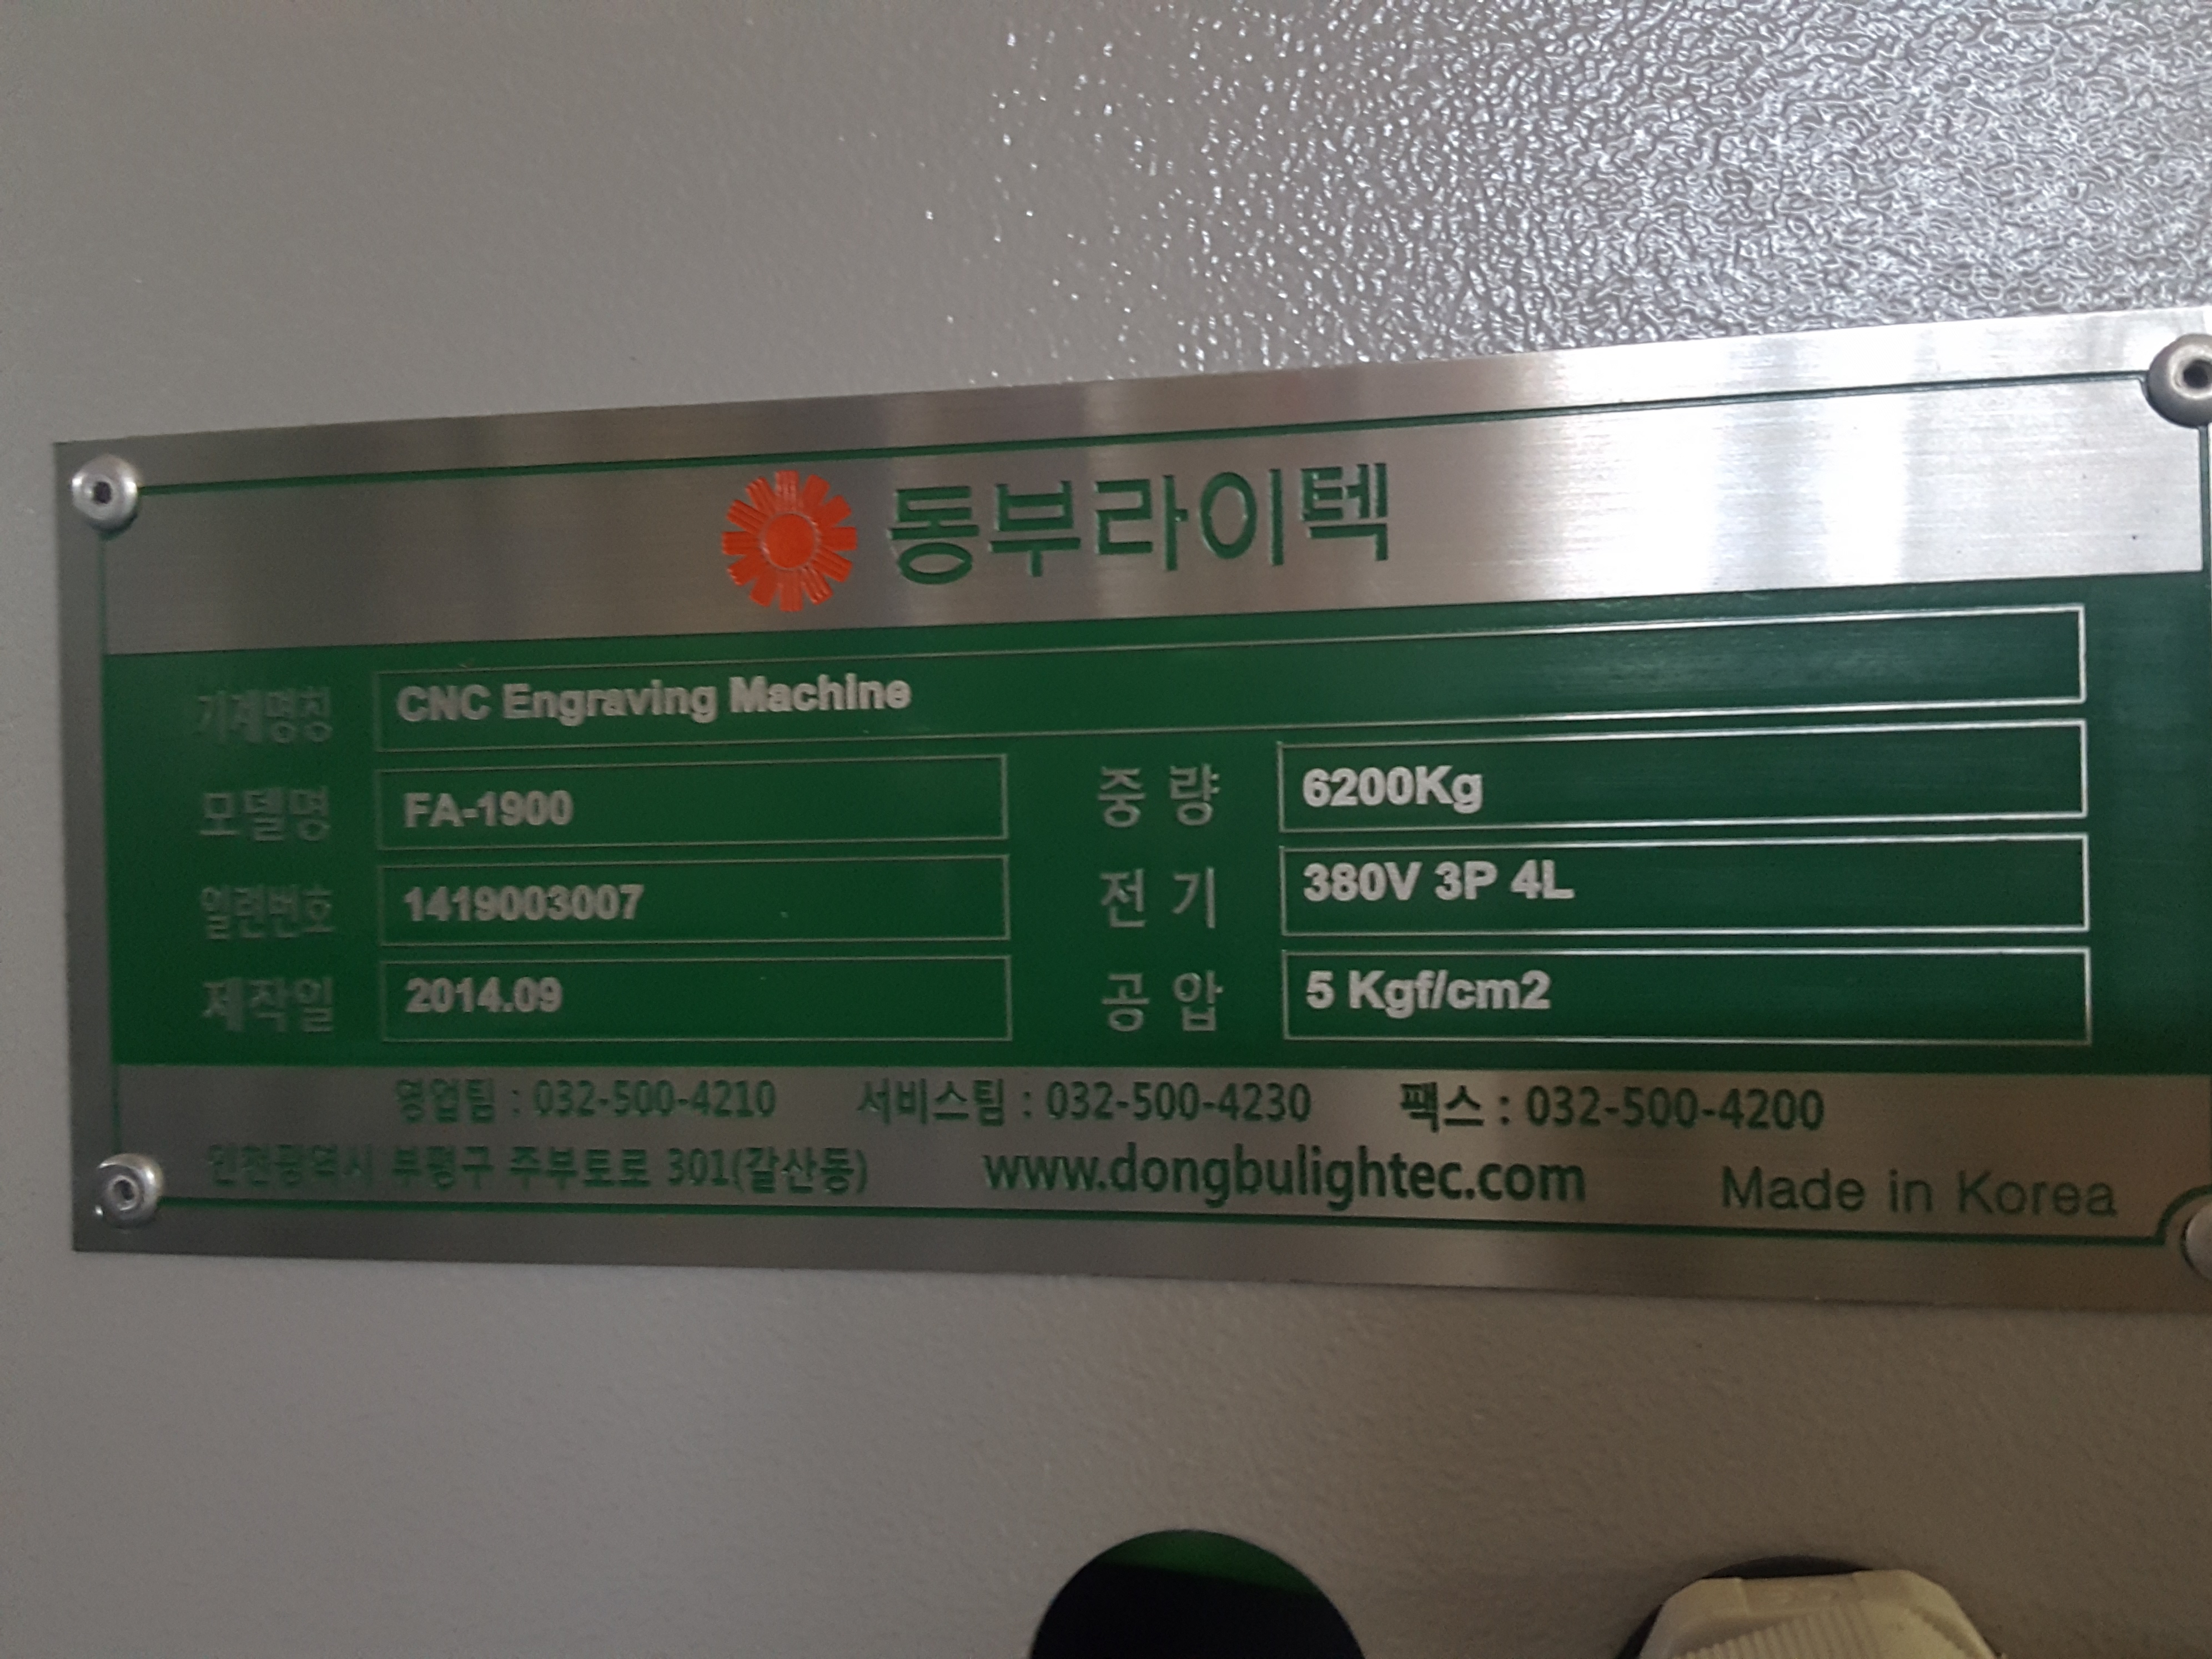 동부라이텍
기계명칭 CNC Engraving Machine
모델명 FA-1900 중 량 6200Kg
일련번호 1419003007 전 기 380V 3P 4L
제작일 2014.09 공 압 5 Kgf/cm2
영업팀 : 032-500-4210 서비스팀 : 032-500-4230 팩스 : 032-500-4200
인천광역시 부평구 주부토로 301(갈산동) www.dongbulightec.com Made in Korea